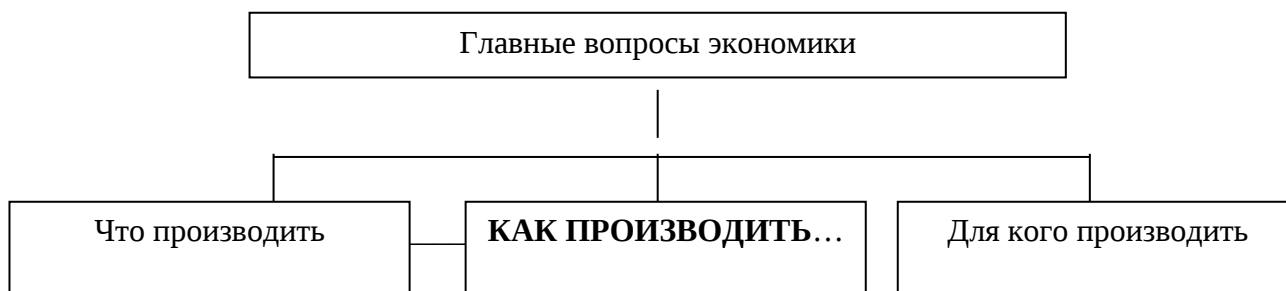 Главные вопросы экономики
Что производить
КАК ПРОИЗВОДИТЬ…
Для кого производить